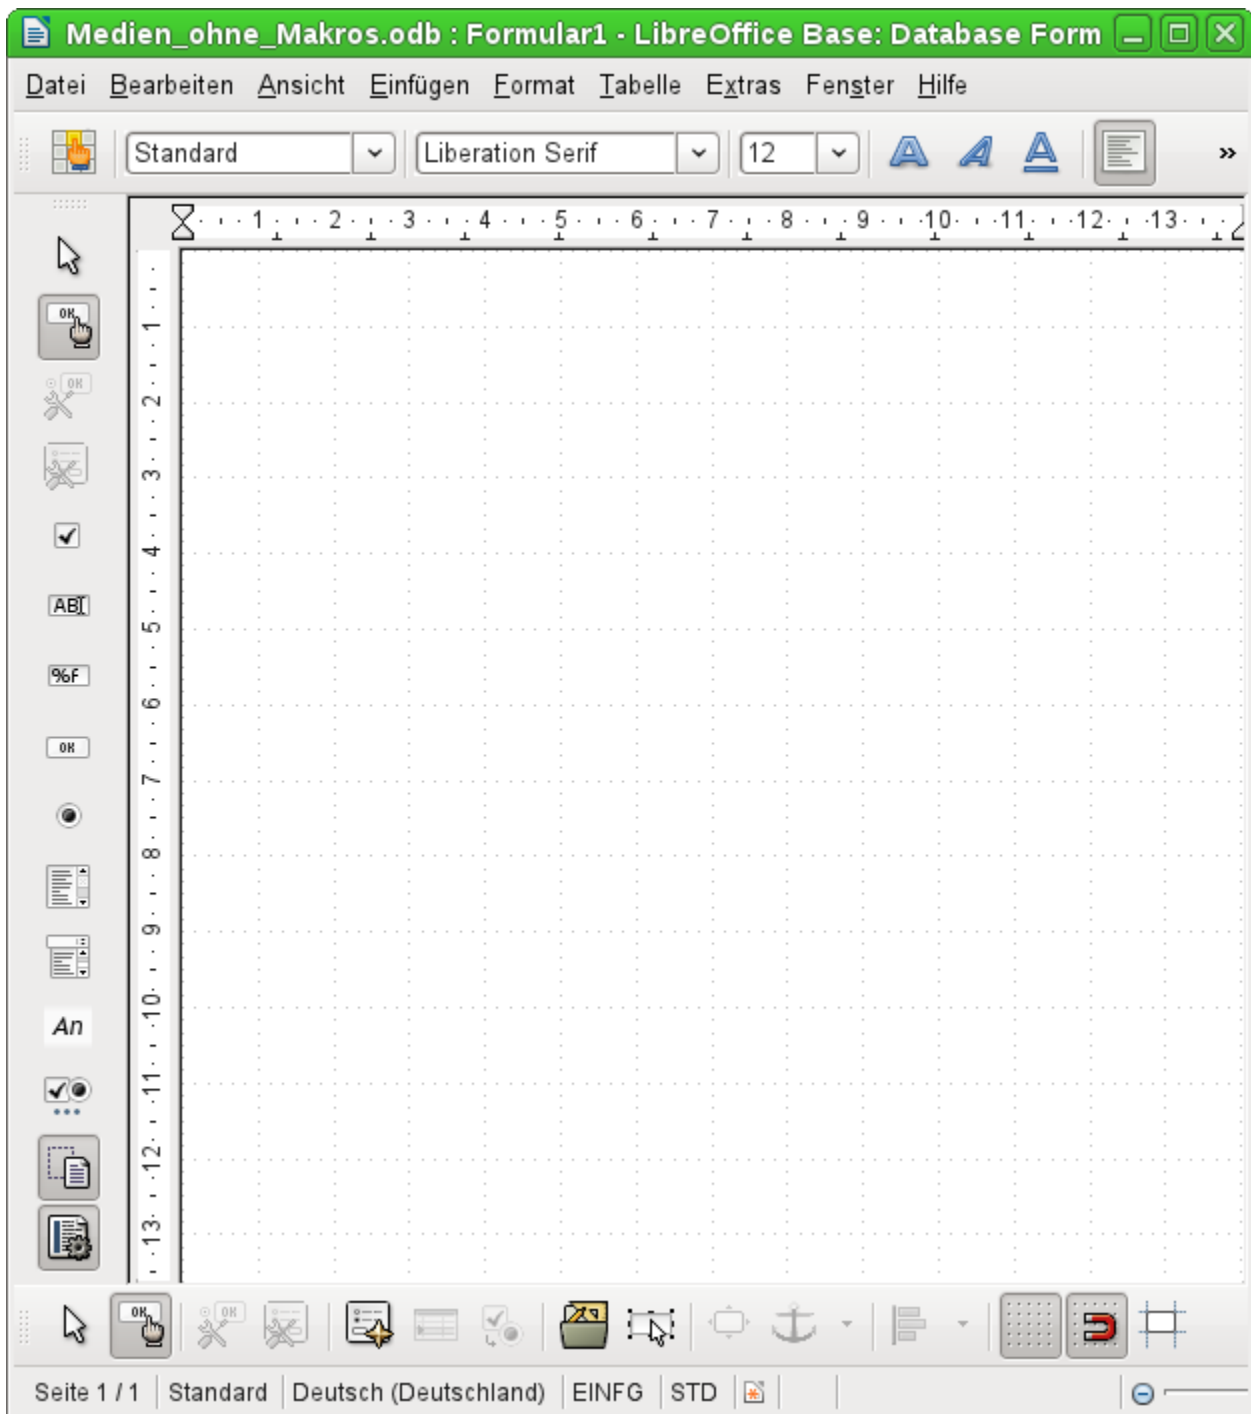 Medien_ohne_Makros.odb : Formular1 - LibreOffice Base: Database Form
Datei Bearbeiten Ansicht Einfügen Format Tabelle Extras Fenster Hilfe
Standard Liberation Serif 12 A A A »
1 2 3 4 5 6 7 8 9 10 11 12 13
OK
1
OK
2
3
4
ABI
5
%f
6
OK
7
8
9
10
An
11
12
13
OK OK
Seite 1 / 1 Standard Deutsch (Deutschland) EINFG STD